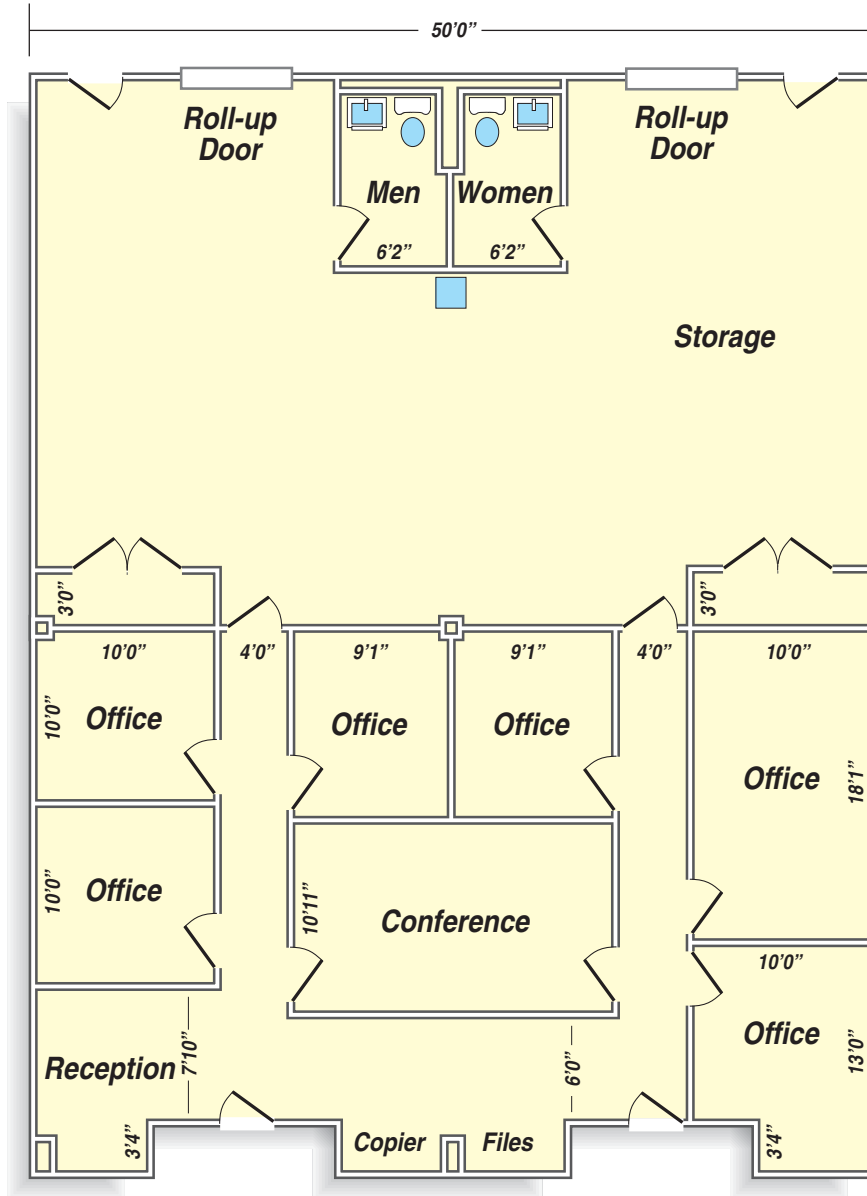 50’0”
Roll-up
Door
Roll-up
Door
Men
Women
6’2”
6’2”
Storage
3’0”
3’0”
10’0”
4’0”
9’1”
9’1”
4’0”
10’0”
10’0”
Office
Office
Office
Office
18’1”
10’0”
Office
10’11”
Conference
10’0”
Office
13’0”
Reception
7’10”
6’0”
3’4”
Copier
Files
3’4”